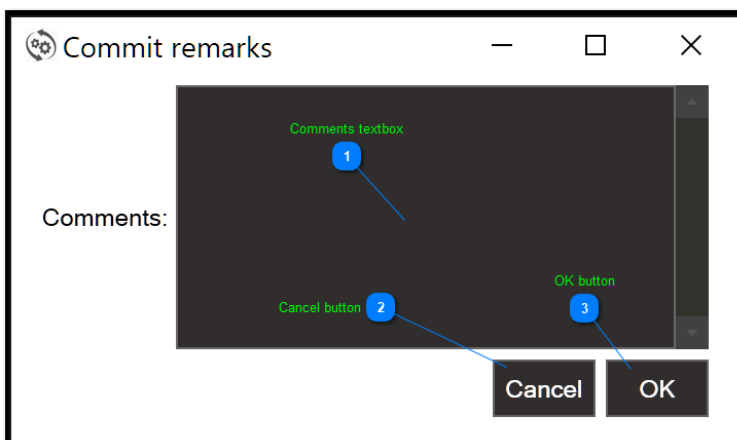 Commit remarks
Comments textbox
1
Comments:
OK button
Cancel button 2
3
Cancel OK